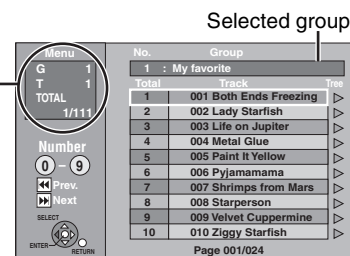 Selected group
Menu
G 1
T 1
TOTAL
1/111
Number
0 – 9
Prev.
Next
SELECT
ENTER
RETURN
No. Group
1 : My favorite
Total Track Tree
1 001 Both Ends Freezing
2 002 Lady Starfish
3 003 Life on Jupiter
4 004 Metal Glue
5 005 Paint It Yellow
6 006 Pyjamamama
7 007 Shrimps from Mars
8 008 Starperson
9 009 Velvet Cuppermine
10 010 Ziggy Starfish
Page 001/024